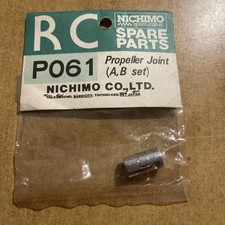 RC
NICHIMO
SPARE
PARTS
P061
Propeller Joint
(A,B set)
NICHIMO CO.,LTD.